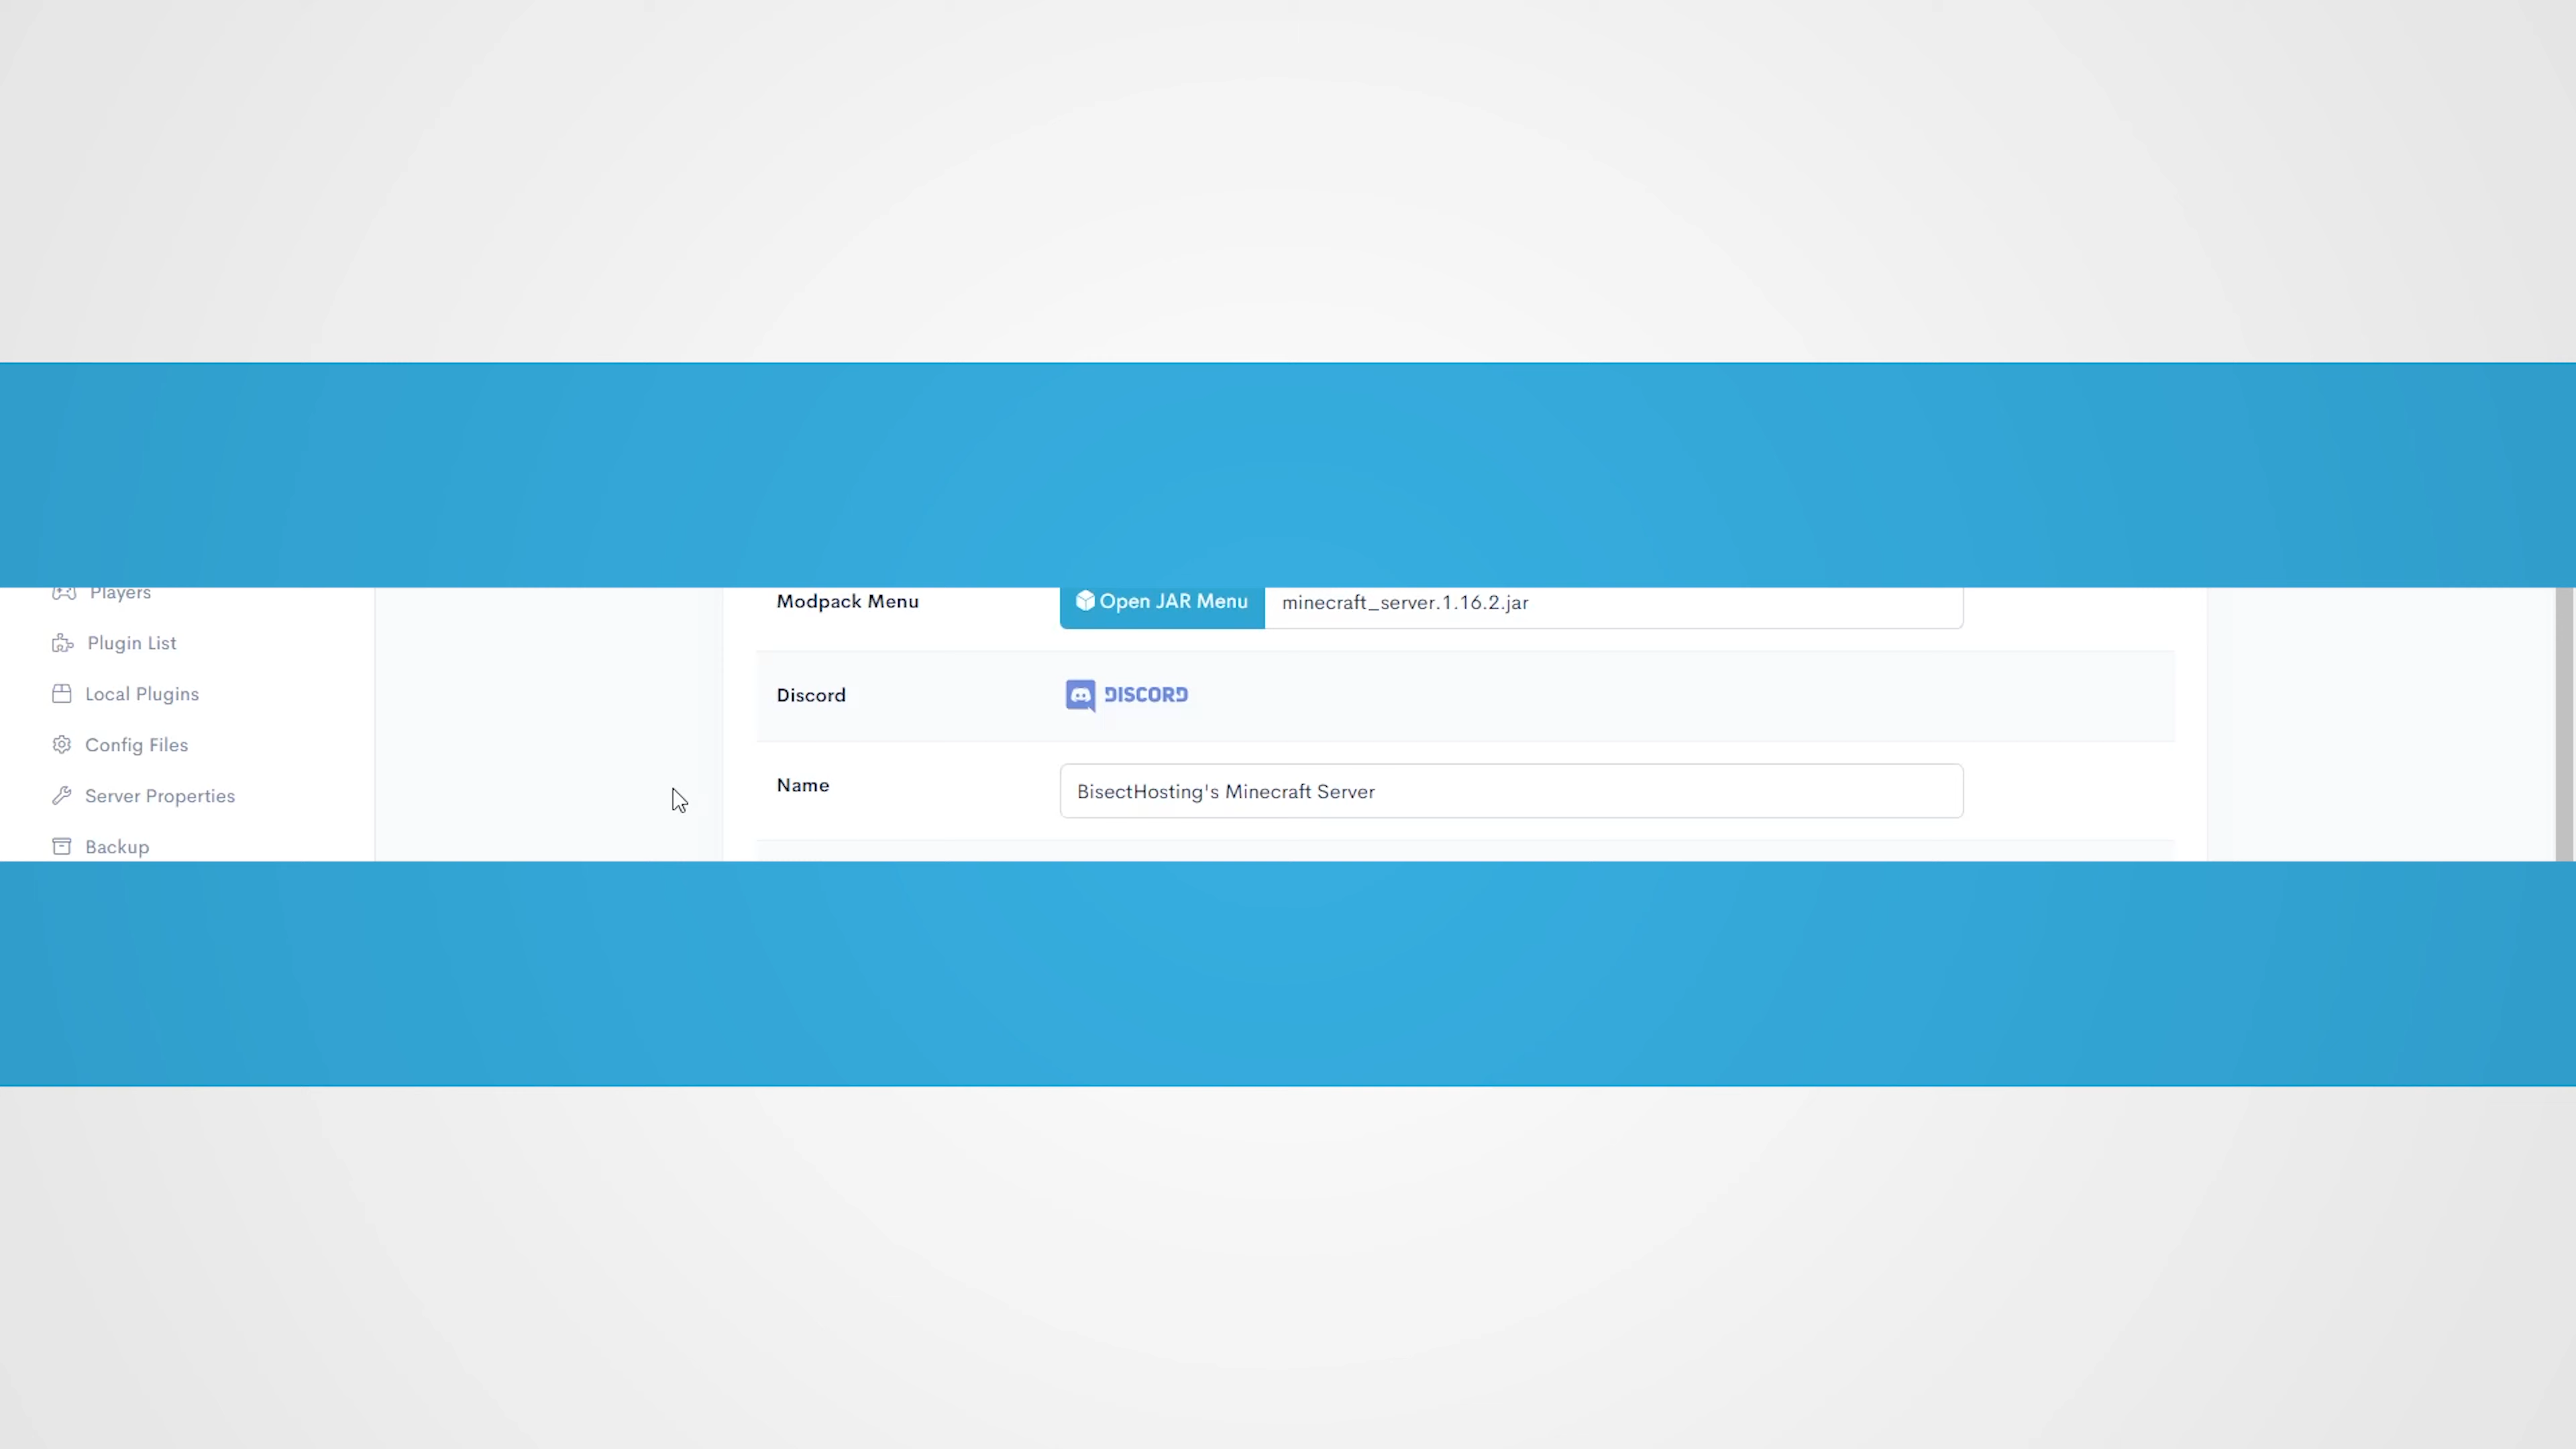 Players
Plugin List
Local Plugins
Config Files
Server Properties
Backup
Modpack Menu
Open JAR Menu
minecraft_server.1.16.2.jar
Discord
DISCORD
Name
BisectHosting's Minecraft Server